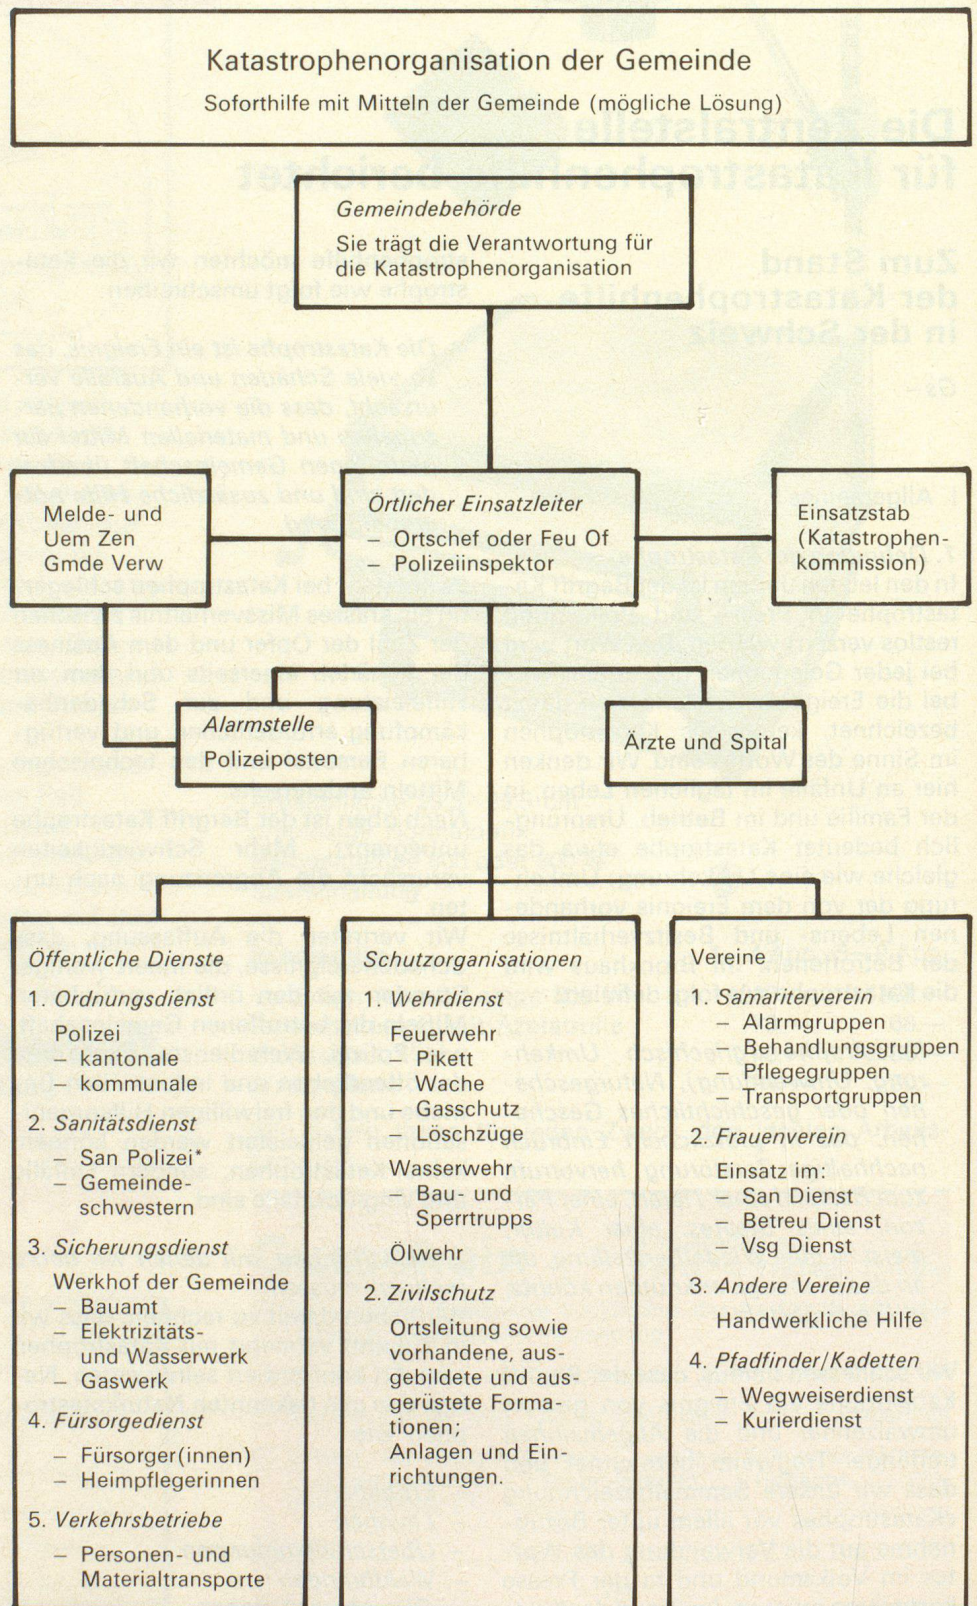 Katastrophenorganisation der Gemeinde
Soforthilfe mit Mitteln der Gemeinde (mögliche Lösung)
Gemeindebehörde
Sie trägt die Verantwortung für
die Katastrophenorganisation
Melde- und
Uem Zen
Gmde Verw
Örtlicher Einsatzleiter
– Ortschef oder Feu Of
– Polizeiinspektor
Einsatzstab
(Katastrophen-
kommission)
Alarmstelle
Polizeiposten
Ärzte und Spital
Öffentliche Dienste
1. Ordnungsdienst
Polizei
– kantonale
– kommunale
2. Sanitätsdienst
– San Polizei*
– Gemeinde-
schwestern
3. Sicherungsdienst
Werkhof der Gemeinde
– Bauamt
– Elektrizitäts-
und Wasserwerk
– Gaswerk
4. Fürsorgedienst
– Fürsorger(innen)
– Heimpflegerinnen
5. Verkehrsbetriebe
– Personen- und
Materialtransporte
Schutzorganisationen
1. Wehrdienst
Feuerwehr
– Pikett
– Wache
– Gasschutz
– Löschzüge
Wasserwehr
– Bau- und
Sperrtrupps
Ölwehr
2. Zivilschutz
Ortsleitung sowie
vorhandene, aus-
gebildete und aus-
gerüstete Forma-
tionen;
Anlagen und Ein-
richtungen.
Vereine
1. Samariterverein
– Alarmgruppen
– Behandlungsgruppen
– Pflegegruppen
– Transportgruppen
2. Frauenverein
Einsatz im:
– San Dienst
– Betreu Dienst
– Vsg Dienst
3. Andere Vereine
Handwerkliche Hilfe
4. Pfadfinder/Kadetten
– Wegweiserdienst
– Kurierdienst